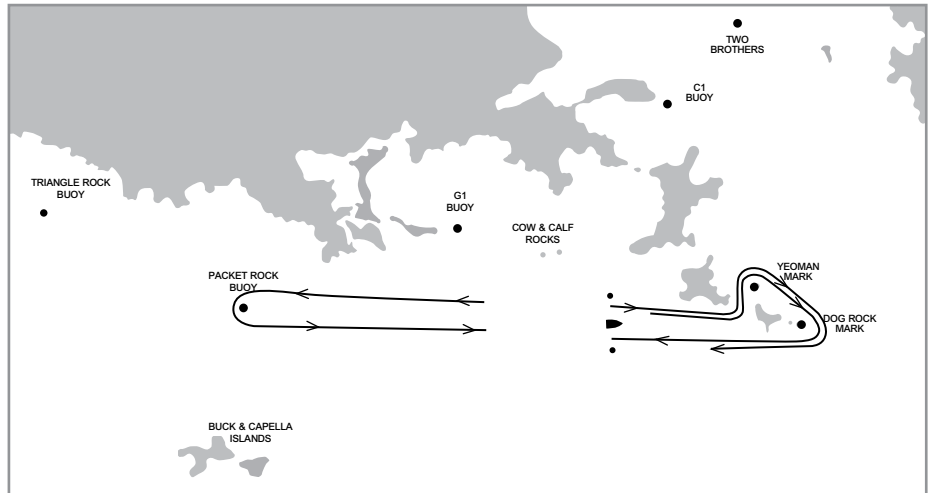 TWO
BROTHERS
C1
BUOY
TRIANGLE ROCK
BUOY
G1
BUOY
COW & CALF
ROCKS
PACKET ROCK
BUOY
YEOMAN
MARK
DOG ROCK
MARK
BUCK & CAPELLA
ISLANDS